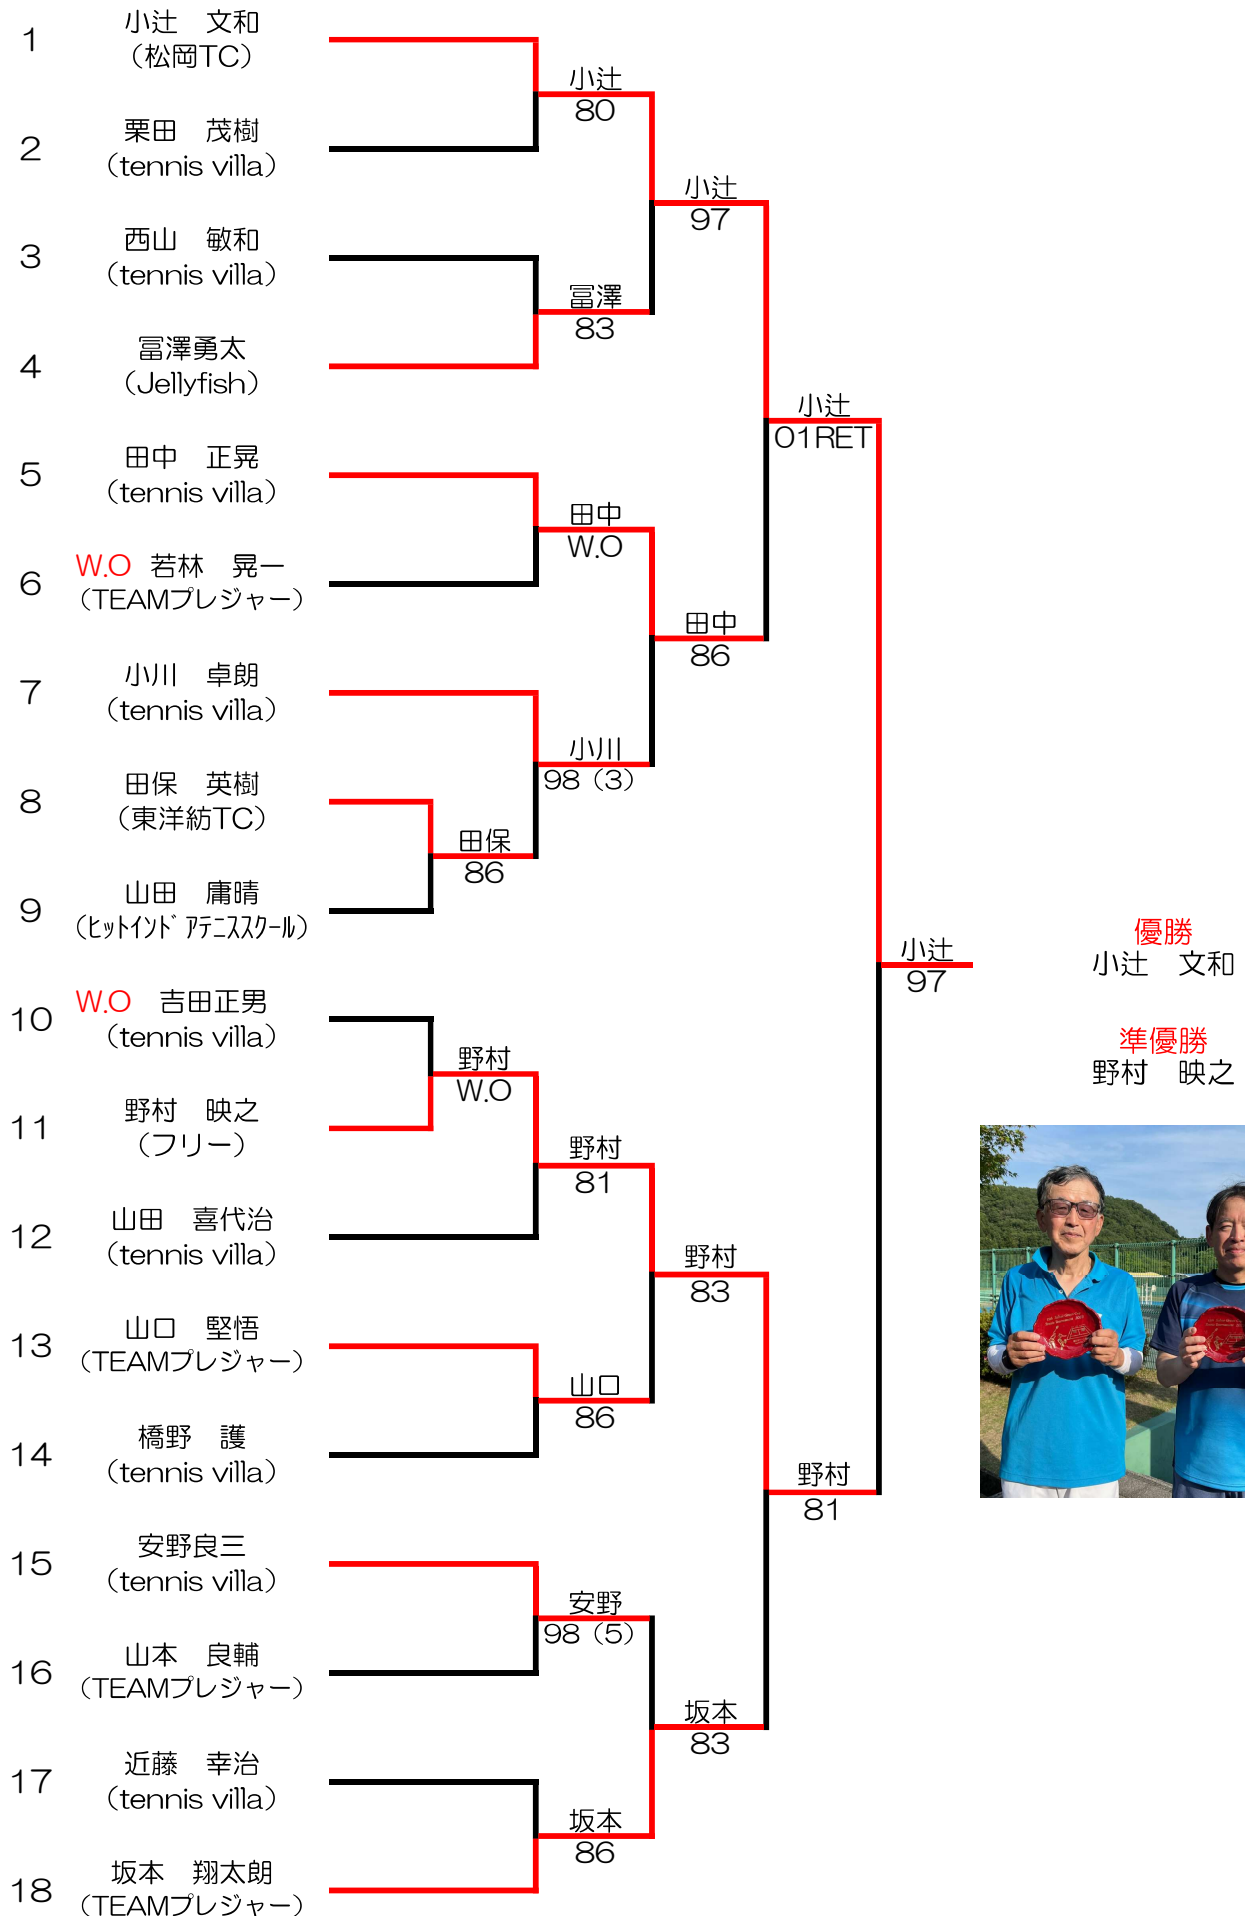 1
小辻　文和
（松岡TC）
2
栗田　茂樹
（tennis villa）
3
西山　敏和
（tennis villa）
4
冨澤勇太
（Jellyfish）
5
田中　正晃
（tennis villa）
6
W.O 若林　晃一
（TEAMプレジャー）
7
小川　卓朗
（tennis villa）
8
田保　英樹
（東洋紡TC）
9
山田　庸晴
（ﾋｯﾄｲﾝﾄﾞｱﾃﾆｽｽｸｰﾙ）
10
W.O　吉田正男
（tennis villa）
11
野村　映之
（フリー）
12
山田　喜代治
（tennis villa）
13
山口　堅悟
（TEAMプレジャー）
14
橋野　護
（tennis villa）
15
安野良三
（tennis villa）
16
山本　良輔
（TEAMプレジャー）
17
近藤　幸治
（tennis villa）
18
坂本　翔太朗
（TEAMプレジャー）
田保
86
野村
W.O
小辻
80
冨澤
83
田中
W.O
小川
98（3）
野村
81
山口
86
安野
98（5）
坂本
86
小辻
97
田中
86
野村
83
坂本
83
小辻
01RET
野村
81
小辻
97
優勝
小辻　文和
準優勝
野村　映之